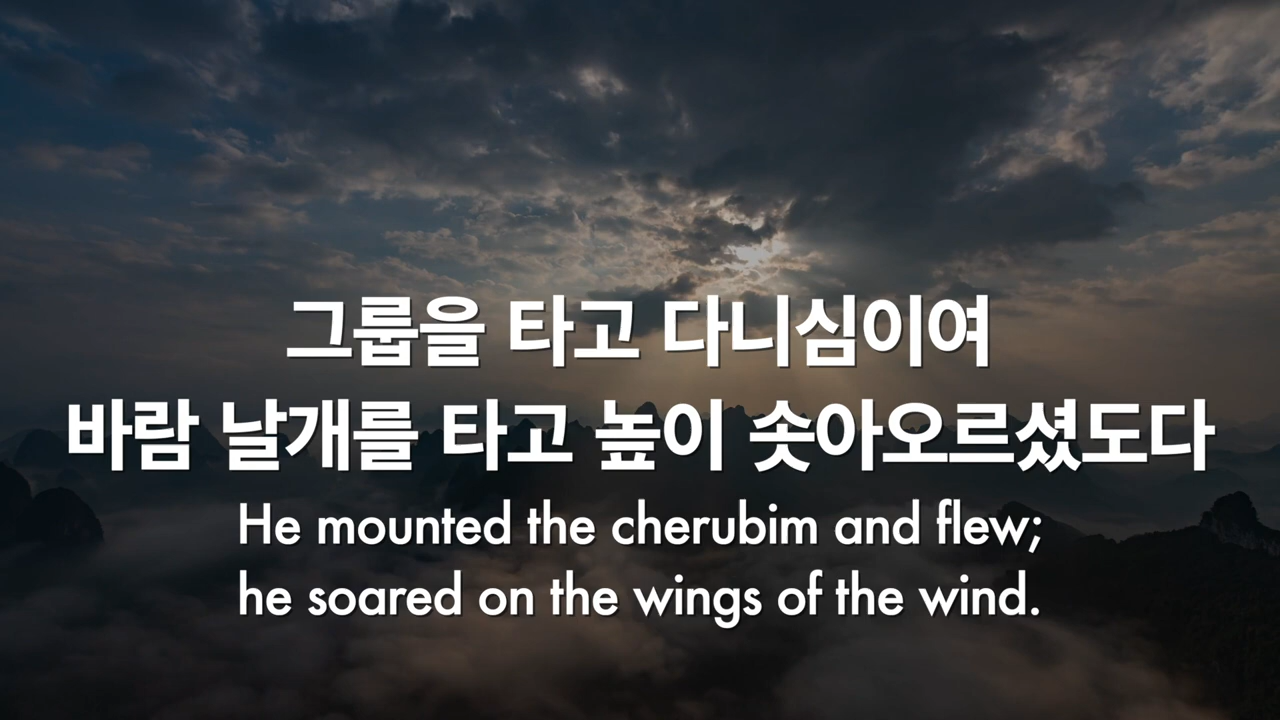 그룹을 타고 다니심이여
바람 날개를 타고 높이 솟아오르셨도다
He mounted the cherubim and flew;
he soared on the wings of the wind.